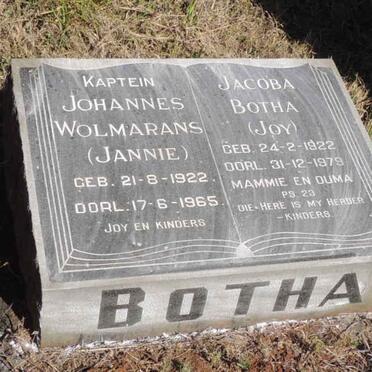 KAPTEIN
JOHANNES
WOLMARANS
(JANNIE)
GEB. 21-8-1922.
OORL. 17-6-1965.
JOY EN KINDERS
JACOBA
BOTHA
(JOY)
GEB. 24-2-1922
OORL. 31-12-1979
MAMMIE EN OUMA
PS 23
DIE HERE IS MY HERDER
-KINDERS.
BOTHA